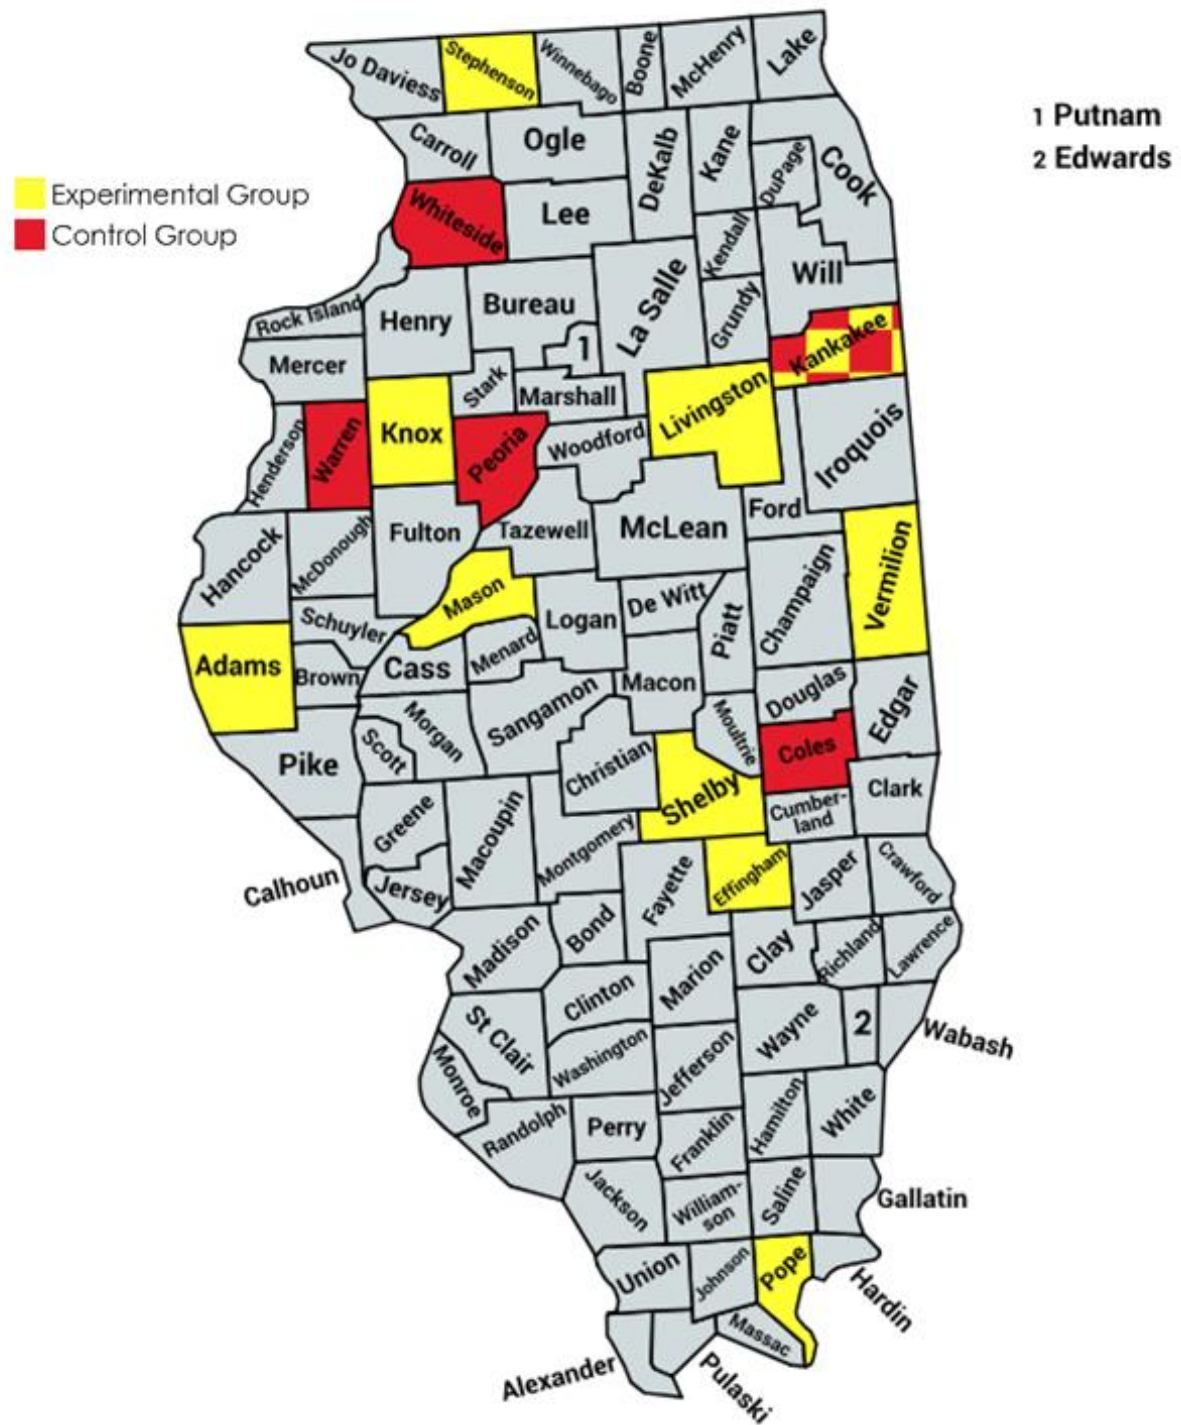 Jo Daviess
Stephenson
Winnebago
Boone
McHenry
Lake
1 Putnam
2 Edwards
Carroll
Ogle
DeKalb
Kane
DuPage
Cook
Experimental Group
Control Group
Whiteside
Lee
Kendall
Will
Rock Island
Henry
Bureau
La Salle
Grundy
Kankakee
Mercer
1
Stark
Marshall
Livingston
Henderson
Warren
Knox
Peoria
Woodford
Iroquois
Hancock
McDonough
Fulton
Tazewell
McLean
Ford
Vermilion
Mason
Schuyler
Logan
De Witt
Piatt
Champaign
Adams
Brown
Cass
Menard
Macon
Douglas
Edgar
Pike
Scott
Morgan
Sangamon
Christian
Moultrie
Coles
Shelby
Cumber-
land
Clark
Greene
Macoupin
Montgomery
Calhoun
Jersey
Fayette
Effingham
Jasper
Crawford
Madison
Bond
Clay
Richland
Lawrence
Clinton
Marion
St Clair
Washington
Jefferson
Wayne
2
Wabash
Monroe
Randolph
Perry
Franklin
Hamilton
White
Jackson
William-
son
Saline
Gallatin
Union
Johnson
Pope
Hardin
Alexander
Pulaski
Massac